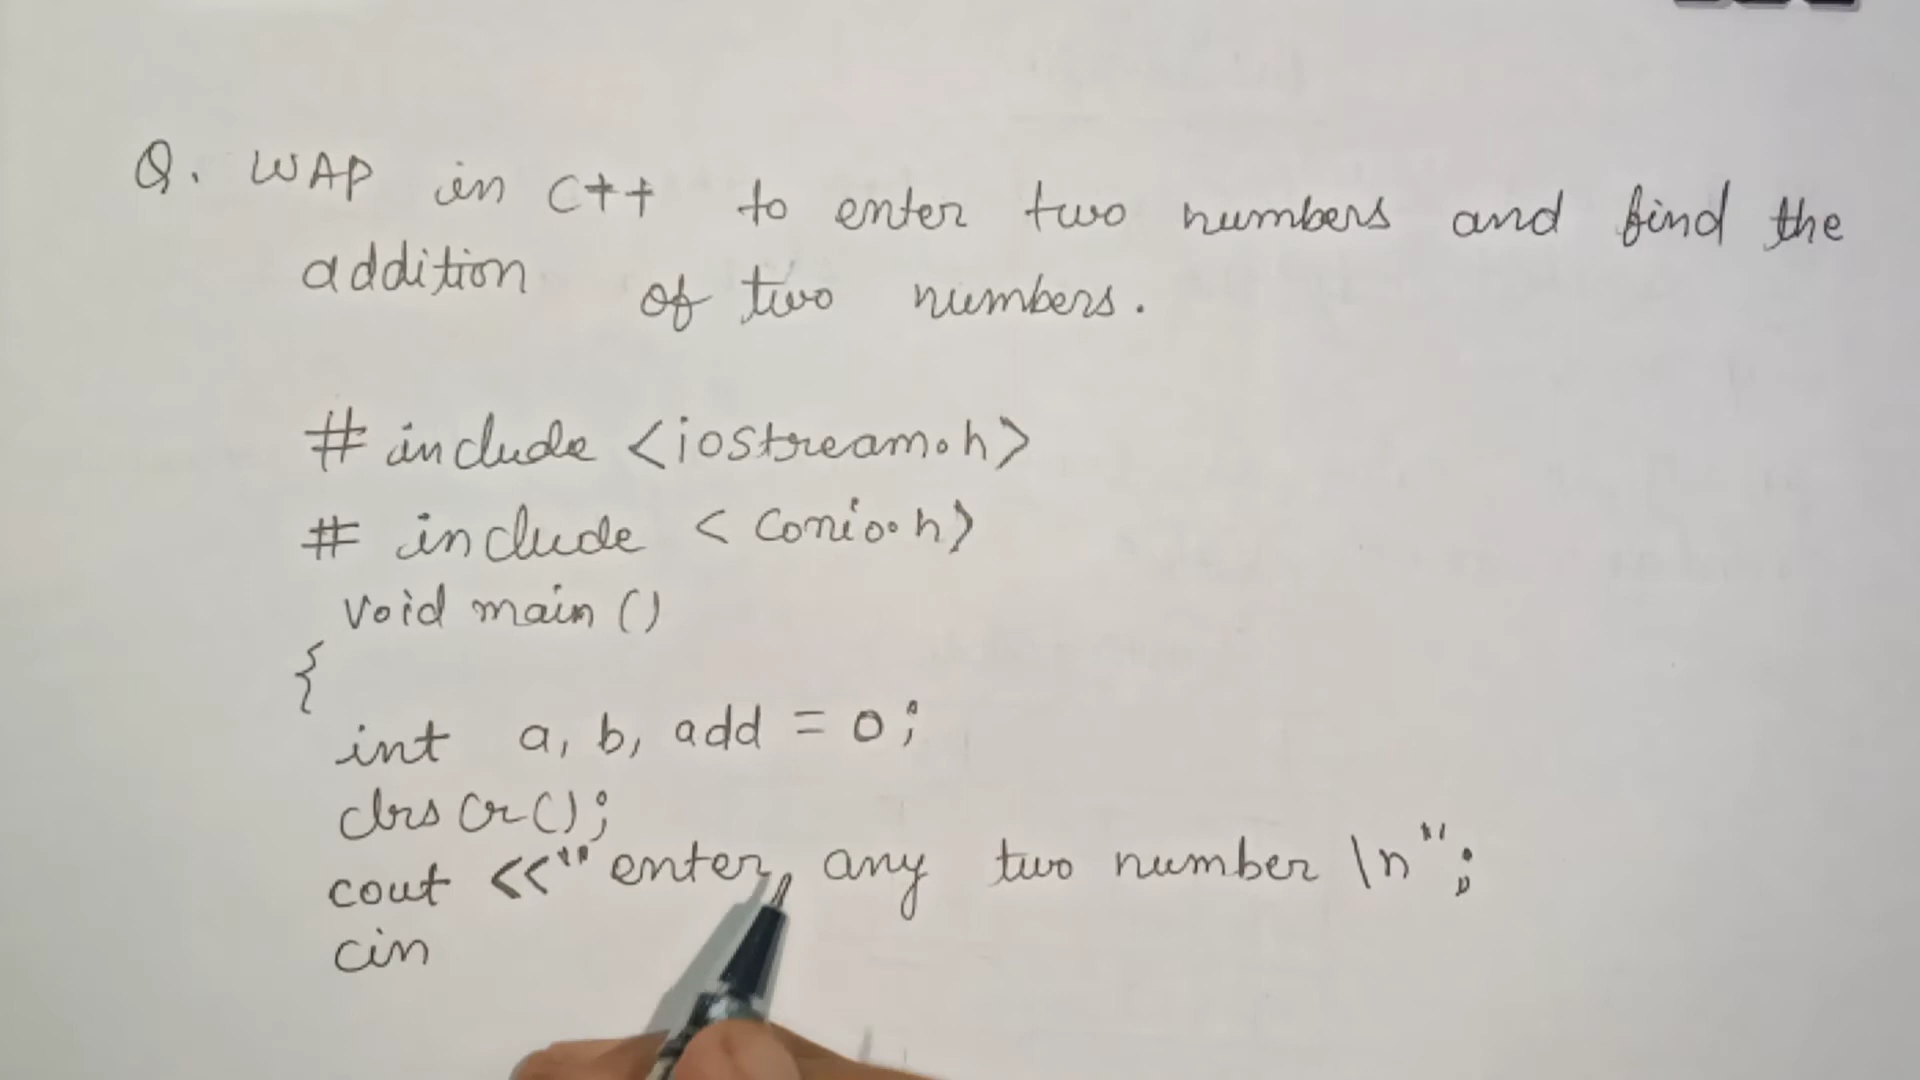 Q. WAP in C++ to enter two numbers and find the
addition of two numbers.
# include <iostream.h>
# include <conio.h>
void main ()
{
int a, b, add = 0;
clrscr();
cout <<"enter any two number \n";
cin